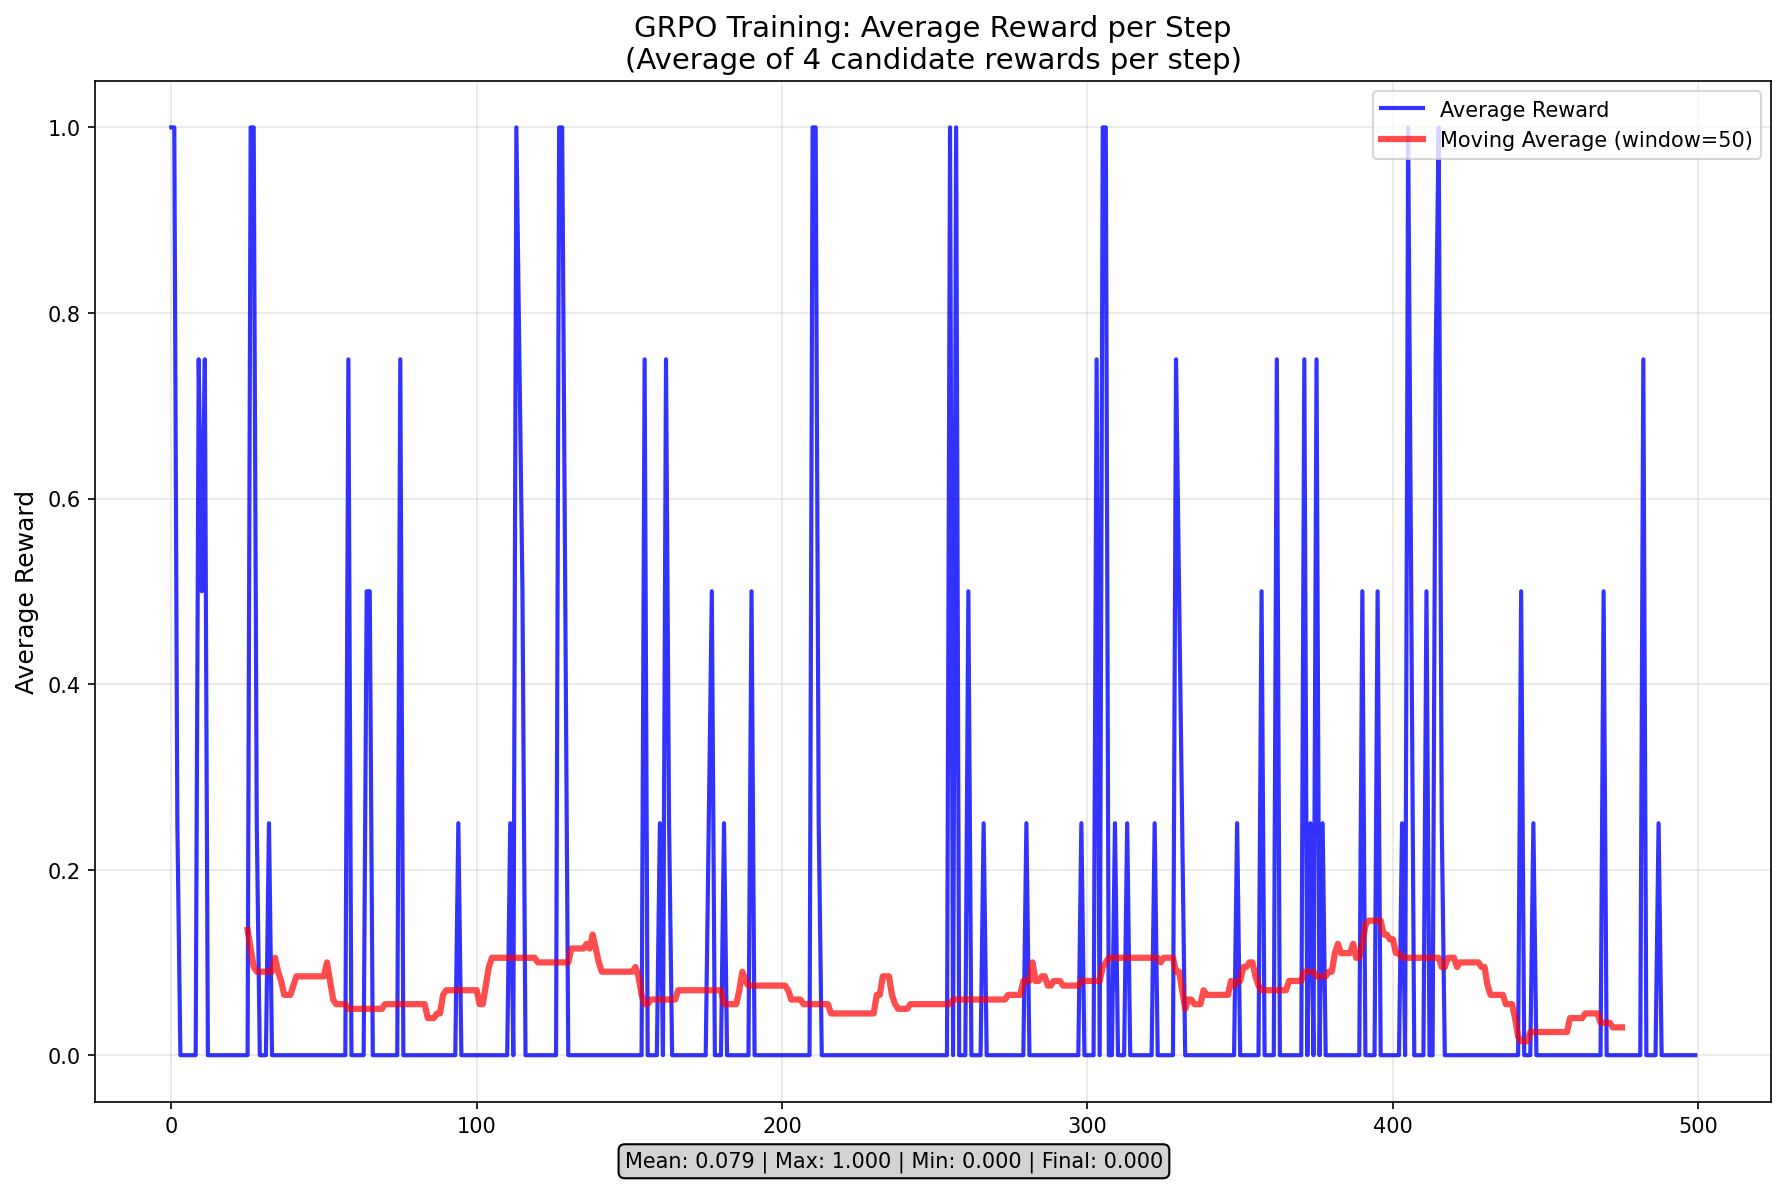 GRPO Training: Average Reward per Step
(Average of 4 candidate rewards per step)
Average Reward
Moving Average (window=50)
1.0
0.8
0.6
0.4
0.2
0.0
Average Reward
0 100 200 300 400 500
Mean: 0.079 | Max: 1.000 | Min: 0.000 | Final: 0.000